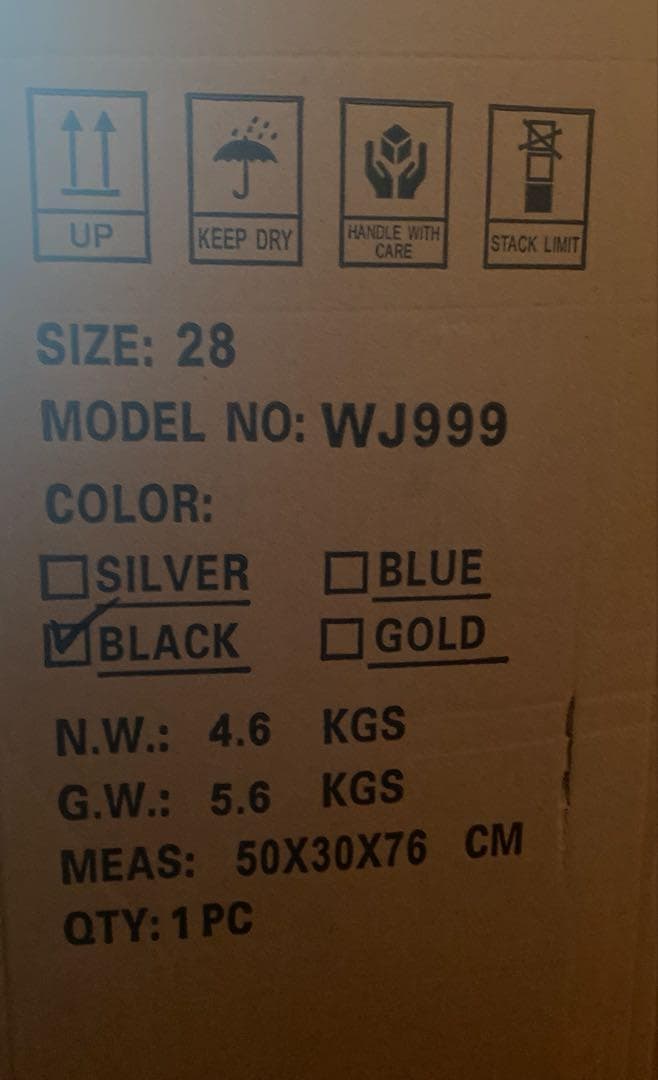 UP
KEEP DRY
HANDLE WITH
CARE
STACK LIMIT
SIZE: 28
MODEL NO: WJ999
COLOR:
SILVER BLUE
BLACK GOLD
N.W.: 4.6 KGS
G.W.: 5.6 KGS
MEAS: 50X30X76 CM
QTY: 1 PC